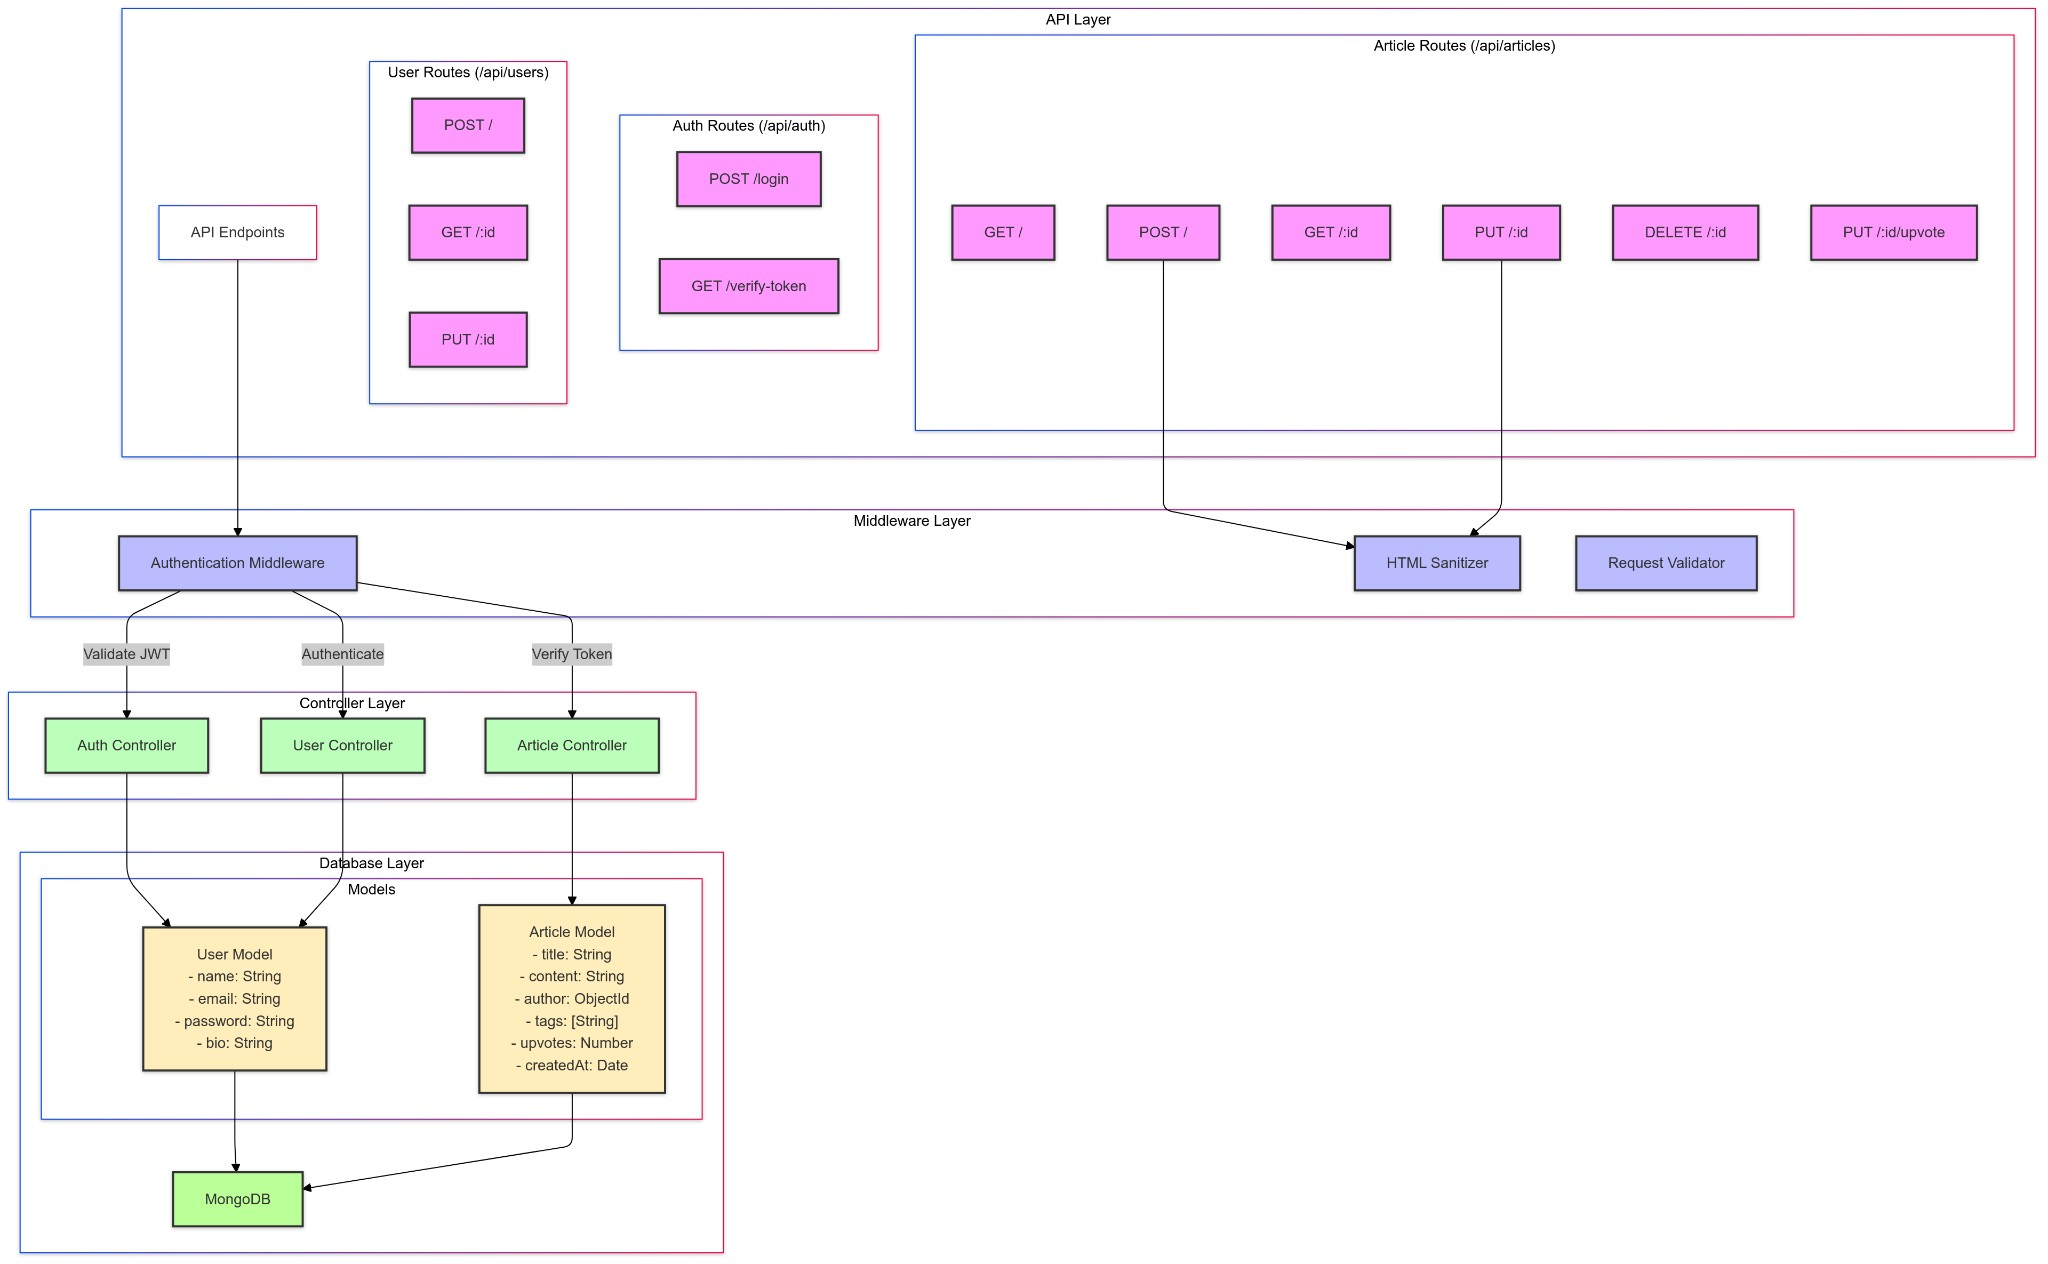 API Layer
Article Routes (/api/articles)
User Routes (/api/users)
POST /
Auth Routes (/api/auth)
POST /login
API Endpoints
GET /:id
GET /
POST /
GET /:id
PUT /:id
DELETE /:id
PUT /:id/upvote
GET /verify-token
PUT /:id
Middleware Layer
Authentication Middleware
HTML Sanitizer
Request Validator
Validate JWT
Authenticate
Verify Token
Controller Layer
Auth Controller
User Controller
Article Controller
Database Layer
Models
User Model
- name: String
- email: String
- password: String
- bio: String
Article Model
- title: String
- content: String
- author: ObjectId
- tags: [String]
- upvotes: Number
- createdAt: Date
MongoDB